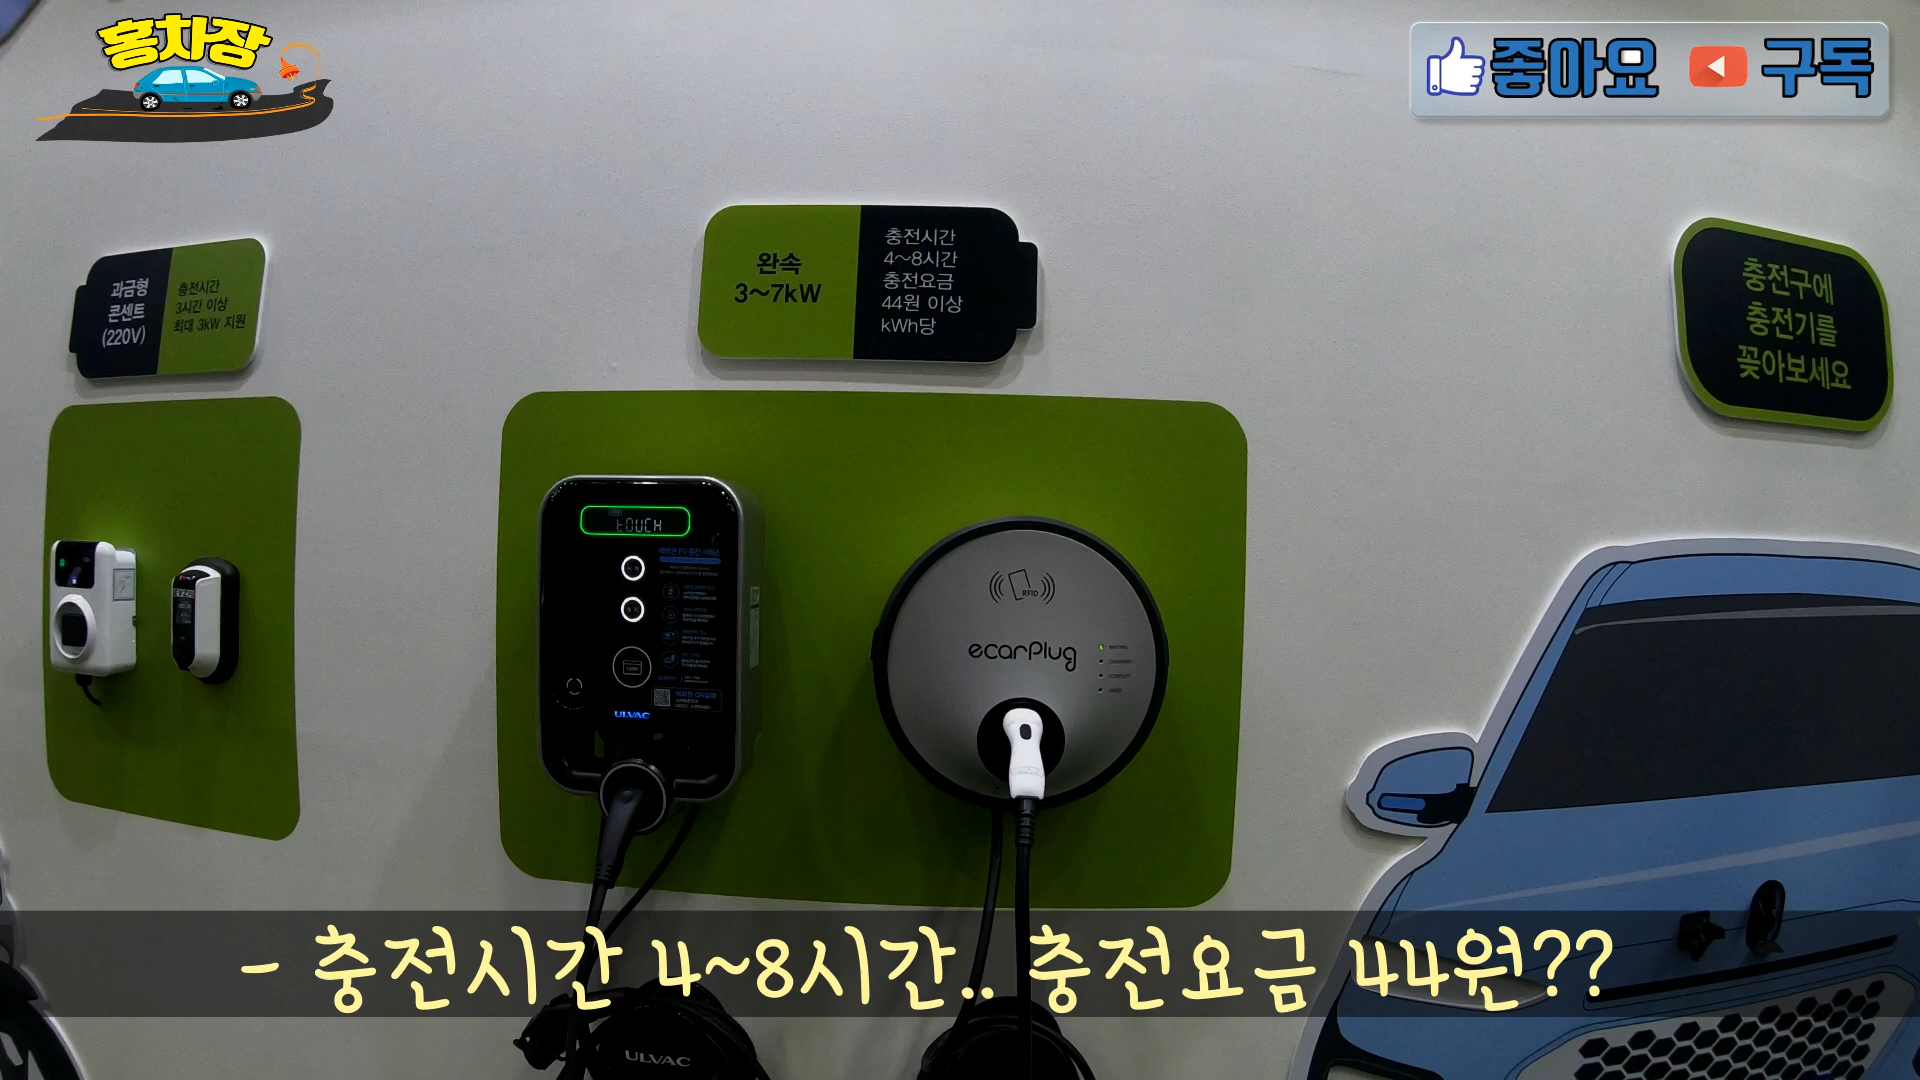 홍차장
좋아요 구독
과금형
콘센트
(220V)
충전시간
3시간 이상
최대 3kW 지원
완속
3~7kW
충전시간
4~8시간
충전요금
44원 이상
kWh당
충전구에
충전기를
꽂아보세요
tOUCH
ULVAC
RFID
ecarPlug
- 충전시간 4~8시간.. 충전요금 44원??
ULVAC